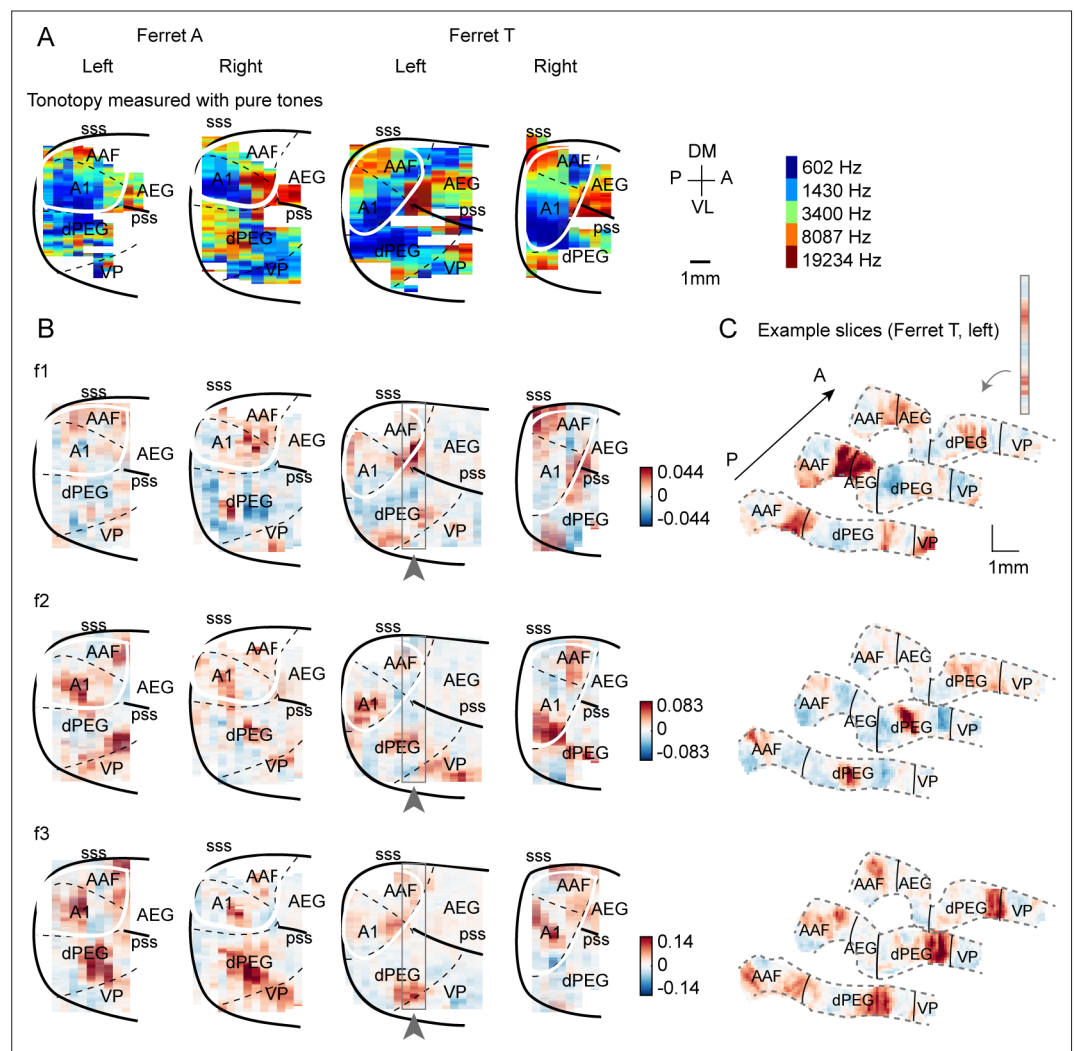 A
Ferret A
Ferret T
Left
Right
Left
Right
Tonotopy measured with pure tones
sss
AAF
A1
AEG
pss
dPEG
VP
sss
AAF
AEG
A1
pss
dPEG
VP
sss
AAF
AEG
A1
pss
dPEG
VP
sss
AAF
AEG
A1
pss
dPEG
DM
P
A
VL
1mm
602 Hz
1430 Hz
3400 Hz
8087 Hz
19234 Hz
B
f1
sss
AAF
A1
AEG
pss
dPEG
VP
sss
AAF
A1
AEG
pss
dPEG
VP
sss
AAF
AEG
A1
pss
dPEG
VP
sss
AAF
AEG
A1
pss
dPEG
0.044
0
-0.044
C
Example slices (Ferret T, left)
A
P
AAF
AEG
dPEG
VP
AAF
AEG
dPEG
VP
AAF
dPEG
VP
1mm
f2
sss
AAF
A1
AEG
pss
dPEG
VP
sss
AAF
A1
AEG
pss
dPEG
VP
sss
AAF
AEG
A1
pss
dPEG
VP
sss
AAF
AEG
A1
pss
dPEG
0.083
0
-0.083
AAF
AEG
dPEG
VP
AAF
AEG
dPEG
VP
AAF
dPEG
VP
f3
sss
AAF
A1
AEG
pss
dPEG
VP
sss
AAF
A1
AEG
pss
dPEG
VP
sss
AAF
AEG
A1
pss
dPEG
VP
sss
AAF
AEG
A1
pss
dPEG
0.14
0
-0.14
AAF
AEG
dPEG
VP
AAF
AEG
dPEG
VP
AAF
dPEG
VP